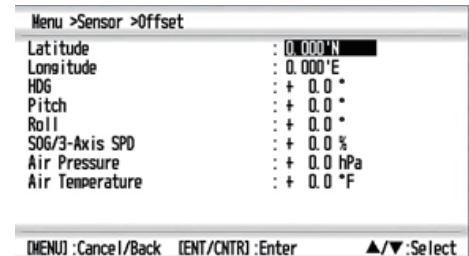 Menu >Sensor >Offset
Latitude : 0.000'N
Longitude : 0.000'E
HDG : + 0.0 °
Pitch : + 0.0 °
Roll : + 0.0 °
SOG/3-Axis SPD : + 0.0 %
Air Pressure : + 0.0 hPa
Air Temperature : + 0.0 °F
[MENU] :Cancel/Back [ENT/CNTR] :Enter ▲/▼ :Select